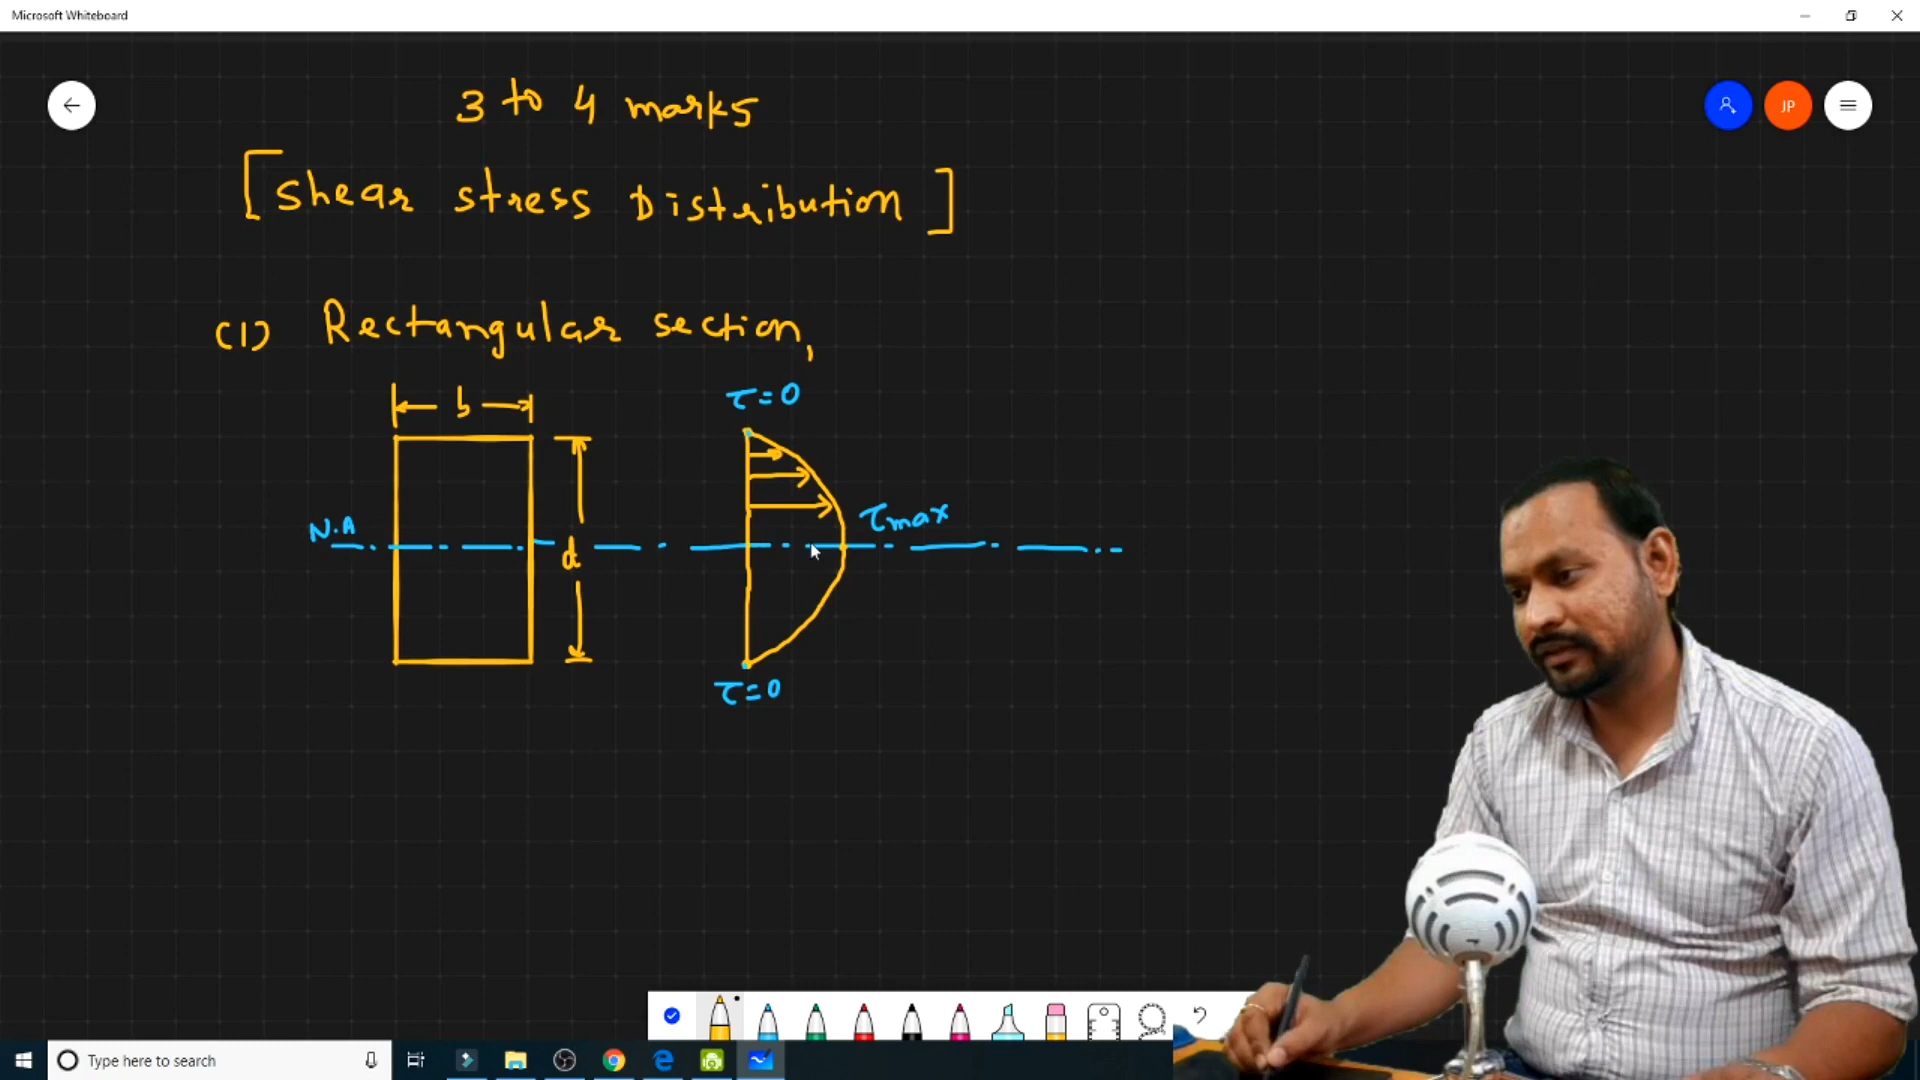 Microsoft Whiteboard
3 to 4 marks
[Shear stress Distribution]
JP
(1) Rectangular section,
b
τ=0
N.A
d
τmax
τ=0
Type here to search